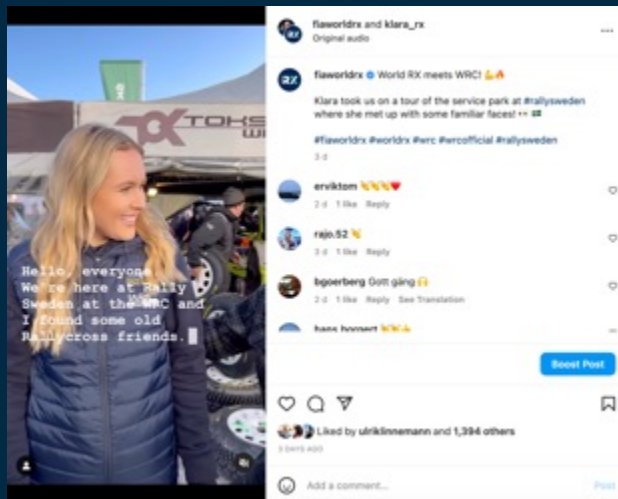 TOKS
W
Hello, everyone.
We're here at Rally
Sweden at the WRC and
I found some old
Rallycross friends.
fiaworldrx and klara_rx
Original audio
RX
fiaworldrx World RX meets WRC! 💪🔥
Klara took us on a tour of the service park at #rallysweden
where she met up with some familiar faces! 👀 🇸🇪
#fiaworldrx #worldrx #wrc #wrcofficial #rallysweden
3 d
erviktom 👏👏👏❤️
2 d 1 like Reply
rajo.52 👏
3 d 1 like Reply
bgoerberg Gott gäng 🙌
2 d 1 like Reply See Translation
Boost Post
Liked by ulriklinnemann and 1,394 others
3 DAYS AGO
Add a comment...
Post